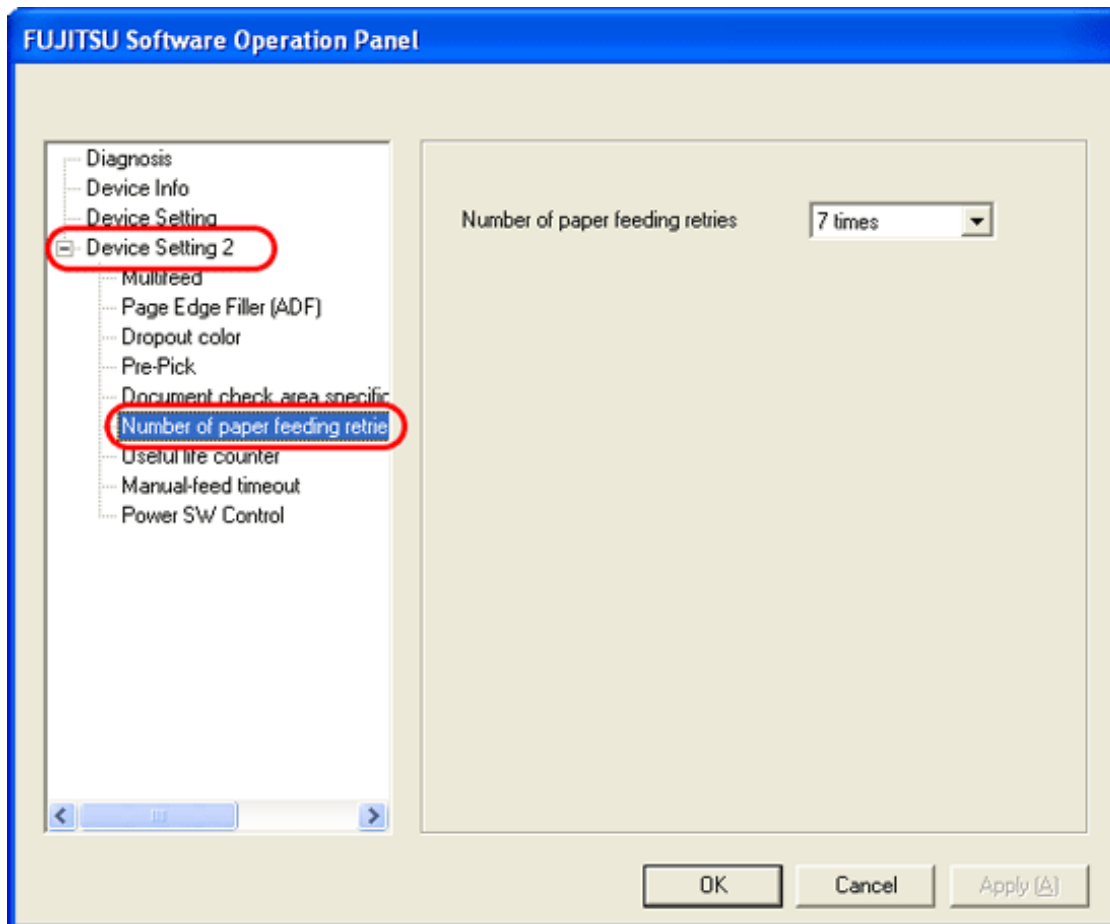 FUJITSU Software Operation Panel
Diagnosis
Device Info
Device Setting
Device Setting 2
Multifeed
Page Edge Filler (ADF)
Dropout color
Pre-Pick
Document check area specific
Number of paper feeding retrie
Useful life counter
Manual-feed timeout
Power SW Control
Number of paper feeding retries
7 times
OK
Cancel
Apply (A)